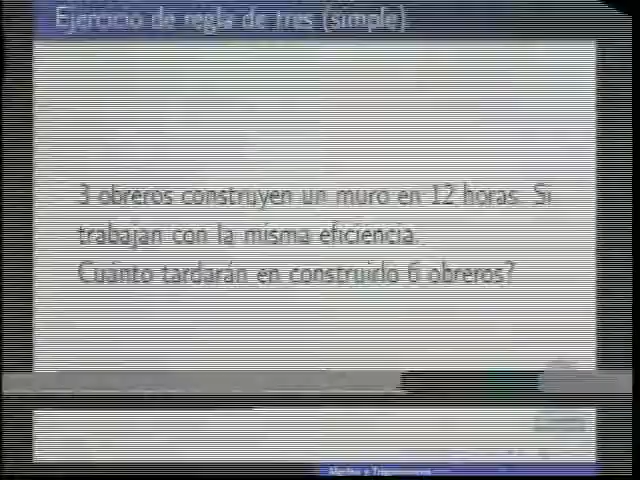 Ejercicio de regla de tres (simple).
3 obreros construyen un muro en 12 horas. Si
trabajan con la misma eficiencia.
Cuánto tardarán en construirlo 6 obreros?